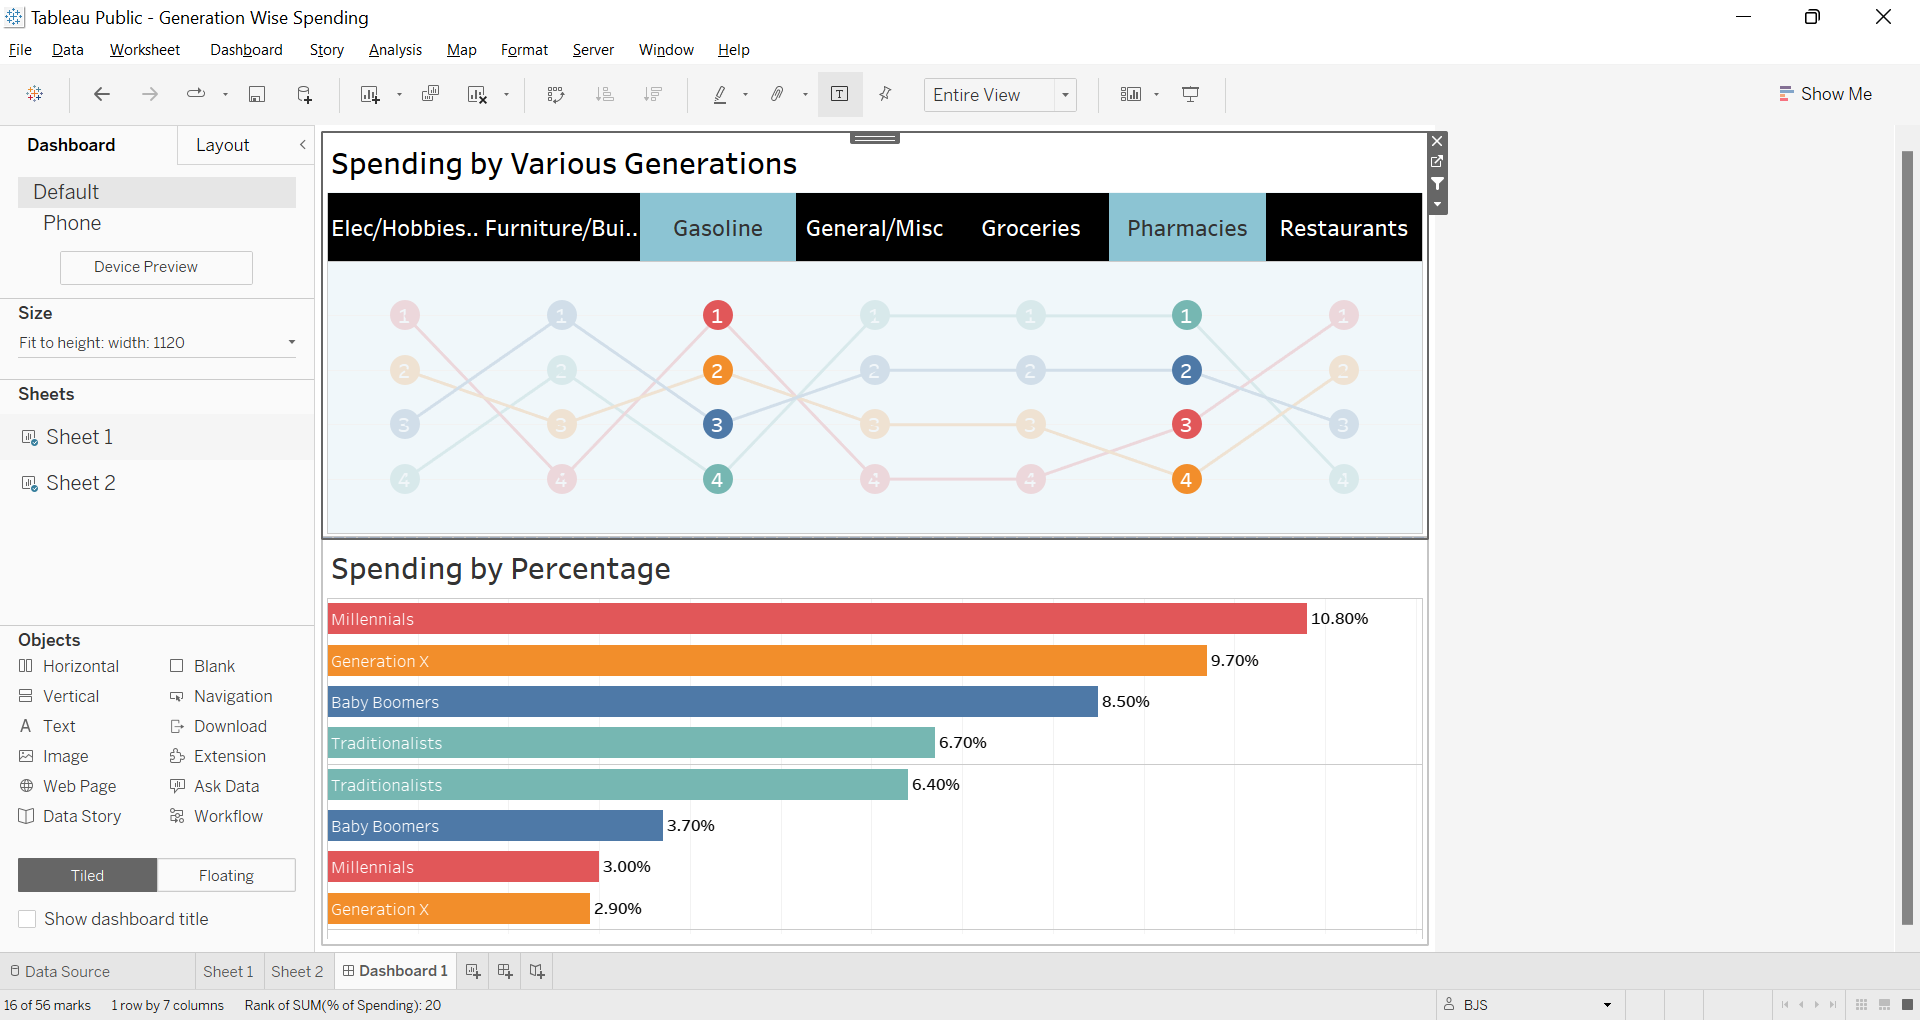 Tableau Public - Generation Wise Spending
File Data Worksheet Dashboard Story Analysis Map Format Server Window Help
Entire View
Show Me
Dashboard Layout
Default
Phone
Device Preview
Size
Fit to height: width: 1120
Sheets
Sheet 1
Sheet 2
Objects
Horizontal Blank
Vertical Navigation
A Text Download
Image Extension
Web Page Ask Data
Data Story Workflow
Tiled Floating
Show dashboard title
Spending by Various Generations
Elec/Hobbies.. Furniture/Bui.. Gasoline General/Misc Groceries Pharmacies Restaurants
1 1 1 1 1 1 1
2 2 2 2 2 2 2
3 3 3 3 3 3 3
4 4 4 4 4 4 4
Spending by Percentage
Millennials 10.80%
Generation X 9.70%
Baby Boomers 8.50%
Traditionalists 6.70%
Traditionalists 6.40%
Baby Boomers 3.70%
Millennials 3.00%
Generation X 2.90%
Data Source Sheet 1 Sheet 2 Dashboard 1
16 of 56 marks 1 row by 7 columns Rank of SUM(% of Spending): 20 BJS